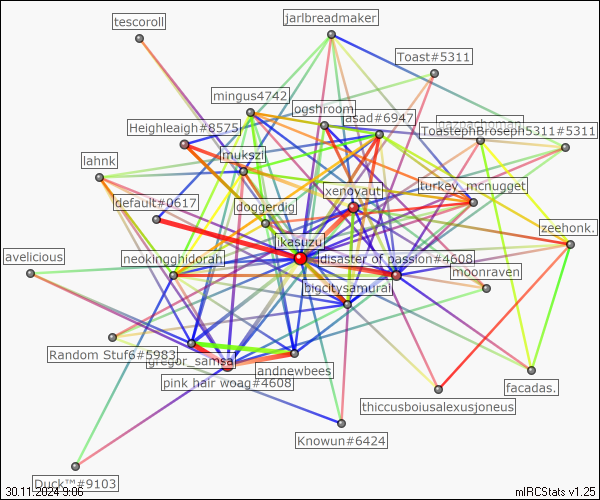 tescoroll
jarlbreadmaker
Toast#5311
mingus4742
ogshroom
asad#6947
gaznachoman
ToastephBroseph5311#5311
Heighleaigh#8575
mukszi
lahnk
xenoyaut
turkey_mcnugget
default#0617
doggerdig
zeehonk.
ikasuzu
avelicious
neokingghidorah
disaster of passion#4608
moonraven
bigcitysamurai
Random Stuf6#5983
gregor_samsa
andnewbees
pink hair woag#4608
facadas.
thiccusboiusalexusjoneus
Knowun#6424
Duck™#9103
30.11.2024 9:06
mIRCStats v1.25